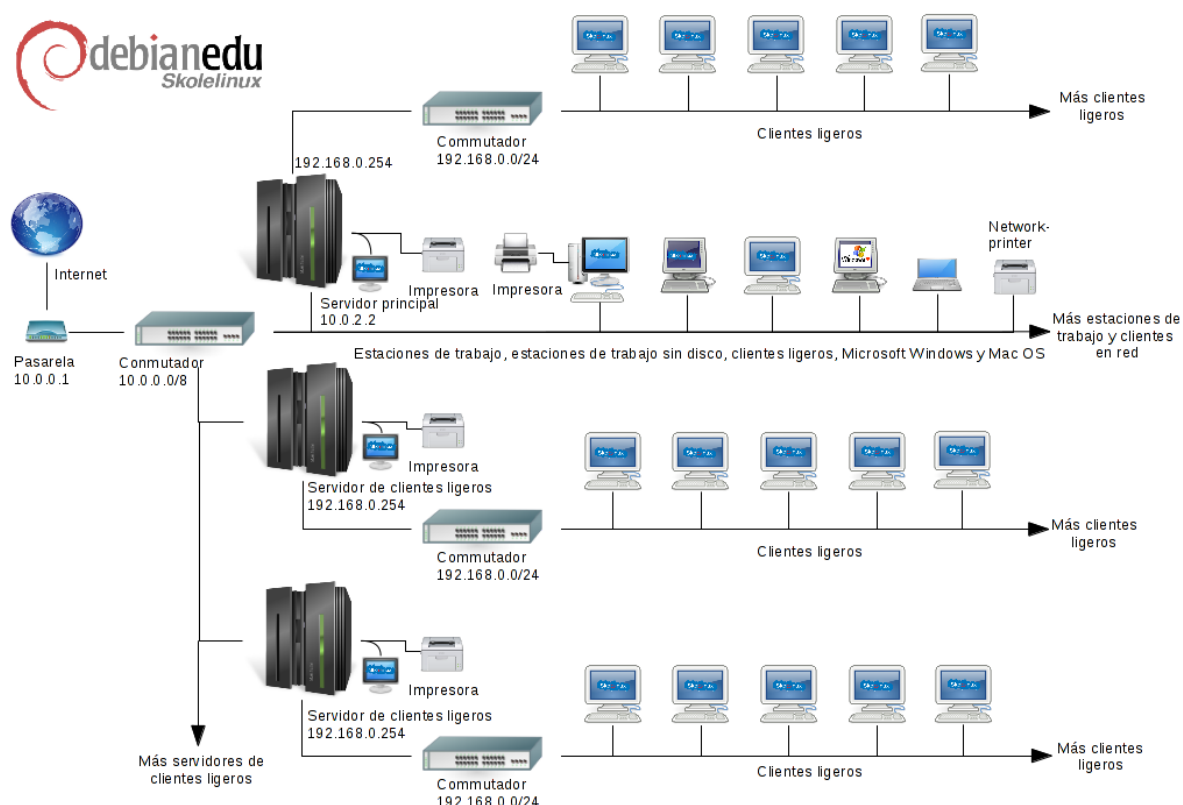 debianedu
Skolelinux
Más clientes
ligeros
Clientes ligeros
Commutador
192.168.0.0/24
192.168.0.254
Network-
printer
Internet
Impresora
Impresora
Servidor principal
10.0.2.2
Pasarela
10.0.0.1
Commutador
10.0.0.0/8
Estaciones de trabajo, estaciones de trabajo sin disco, clientes ligeros, Microsoft Windows y Mac OS
Más estaciones de
trabajo y clientes
en red
Impresora
Servidor de clientes ligeros
192.168.0.254
Commutador
192.168.0.0/24
Clientes ligeros
Más clientes
ligeros
Impresora
Servidor de clientes ligeros
192.168.0.254
Más servidores de
clientes ligeros
Commutador
192.168.0.0/24
Clientes ligeros
Más clientes
ligeros